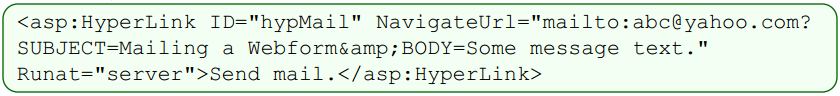 <asp:HyperLink ID="hypMail" NavigateUrl="mailto:abc@yahoo.com?
SUBJECT=Mailing a Webform&amp;BODY=Some message text."
Runat="server">Send mail.</asp:HyperLink>